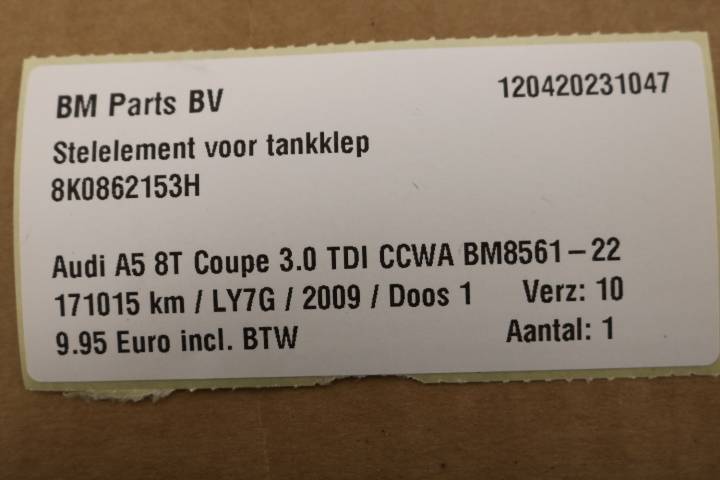 BM Parts BV 120420231047
Stelelement voor tankklep
8K0862153H
Audi A5 8T Coupe 3.0 TDI CCWA BM8561-22
171015 km / LY7G / 2009 / Doos 1 Verz: 10
9.95 Euro incl. BTW Aantal: 1